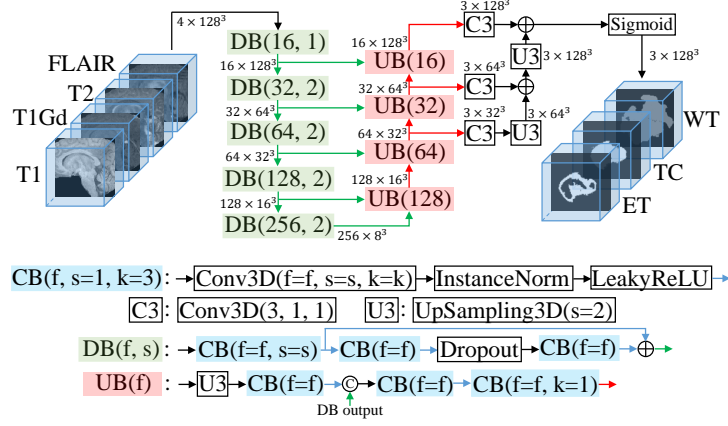 4 × 128³
FLAIR
T2
T1Gd
T1
DB(16, 1)
16 × 128³
DB(32, 2)
32 × 64³
DB(64, 2)
64 × 32³
DB(128, 2)
128 × 16³
DB(256, 2)
256 × 8³
16 × 128³
UB(16)
32 × 64³
UB(32)
64 × 32³
UB(64)
128 × 16³
UB(128)
3 × 128³
C3
3 × 64³
C3
3 × 32³
C3
U3
3 × 128³
U3
3 × 64³
Sigmoid
3 × 128³
WT
TC
ET
CB(f, s=1, k=3): Conv3D(f=f, s=s, k=k) InstanceNorm LeakyReLU
C3: Conv3D(3, 1, 1) U3: UpSampling3D(s=2)
DB(f, s): CB(f=f, s=s) CB(f=f) Dropout CB(f=f)
UB(f): U3 CB(f=f) © CB(f=f) CB(f=f, k=1)
DB output